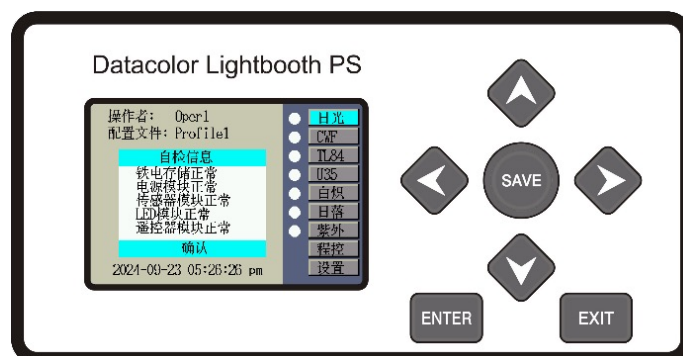 Datacolor Lightbooth PS
操作者: Oper1
配置文件: Profile1
自检信息
铁电存储正常
电源模块正常
传感器模块正常
LED模块正常
遥控器模块正常
确认
2024-09-23 05:26:26 pm
日光
CWF
TL84
U35
白炽
日落
紫外
程控
设置
SAVE
ENTER
EXIT